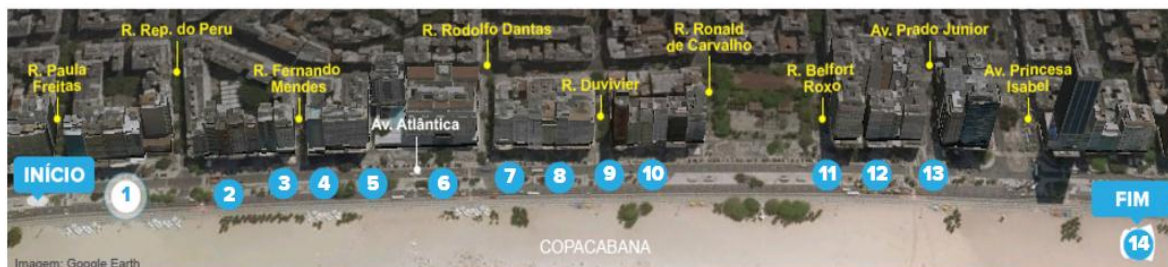 R. Rep. do Peru
R. Rodolfo Dantas
R. Ronald
de Carvalho
Av. Prado Junior
R. Paula
Freitas
R. Fernando
Mendes
R. Duvivier
R. Belfort
Roxo
Av. Princesa
Isabel
Av. Atlântica
INÍCIO
1
2
3
4
5
6
7
8
9
10
11
12
13
FIM
14
COPACABANA
Imagem: Google Earth